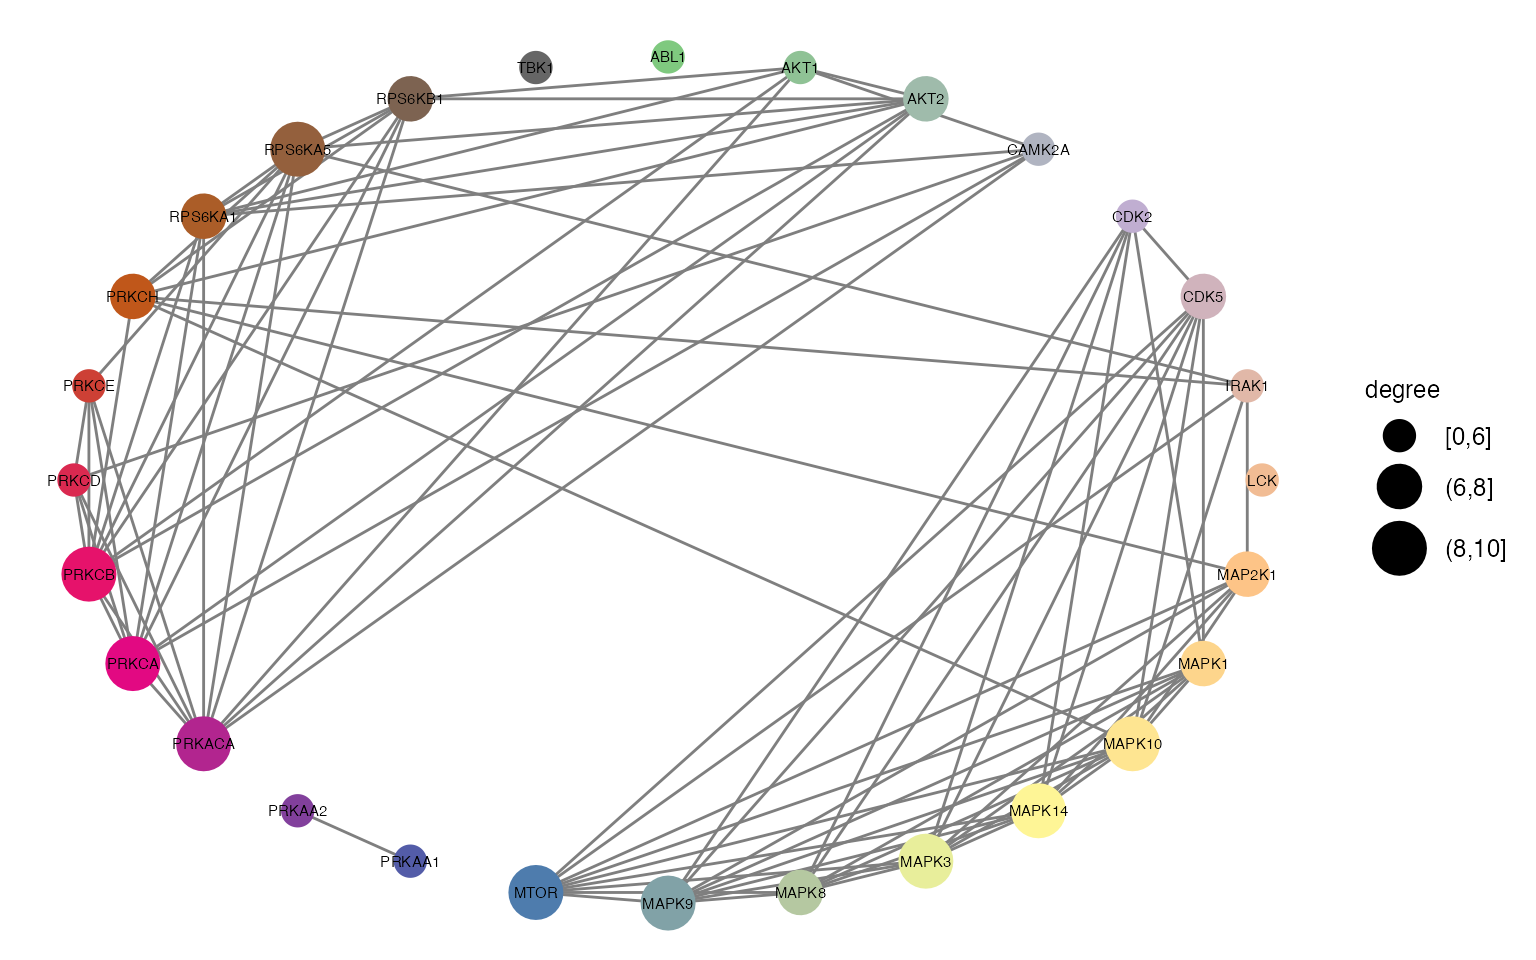 ABL1
TBK1
AKT1
RPS6KB1
AKT2
RPS6KA5
CAMK2A
RPS6KA1
CDK2
PRKCH
CDK5
PRKCE
IRAK1
degree
[0,6]
PRKCD
LCK
(6,8]
(8,10]
PRKCB
MAP2K1
PRKCA
MAPK1
PRKACA
MAPK10
PRKAA2
MAPK14
PRKAA1
MAPK3
MTOR
MAPK8
MAPK9